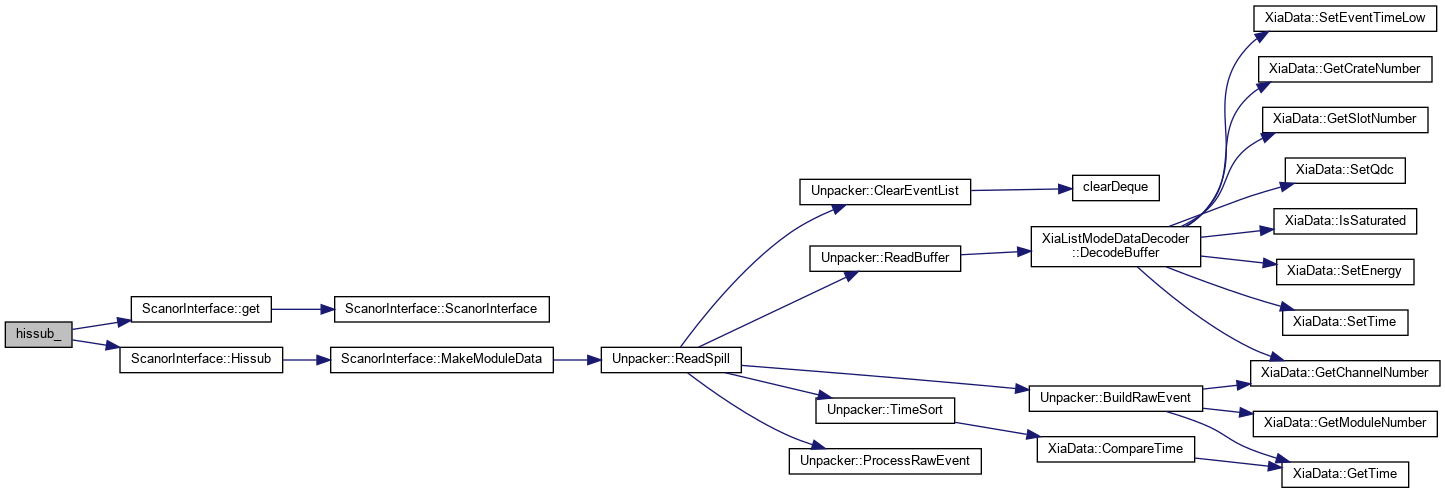 XiaData::SetEventTimeLow
XiaData::GetCrateNumber
XiaData::GetSlotNumber
XiaData::SetQdc
Unpacker::ClearEventList
clearDeque
XiaData::IsSaturated
XiaListModeDataDecoder
::DecodeBuffer
Unpacker::ReadBuffer
XiaData::SetEnergy
ScanorInterface::get
ScanorInterface::ScanorInterface
XiaData::SetTime
hissub_
ScanorInterface::Hissub
ScanorInterface::MakeModuleData
Unpacker::ReadSpill
XiaData::GetChannelNumber
Unpacker::BuildRawEvent
Unpacker::TimeSort
XiaData::GetModuleNumber
XiaData::CompareTime
Unpacker::ProcessRawEvent
XiaData::GetTime